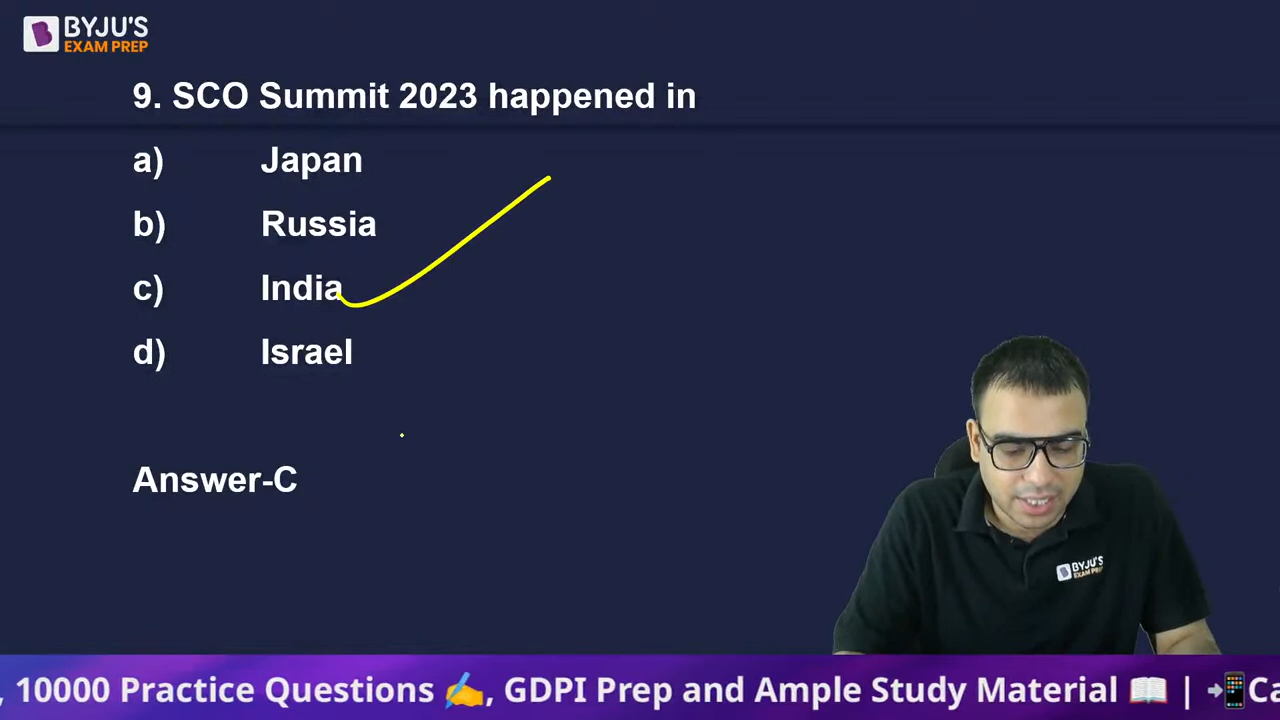 BYJU'S
EXAM PREP
9. SCO Summit 2023 happened in
a) Japan
b) Russia
c) India
d) Israel
Answer-C
BYJU'S
EXAM PREP
, 10000 Practice Questions ✍️, GDPI Prep and Ample Study Material 📖 | 📲Ca